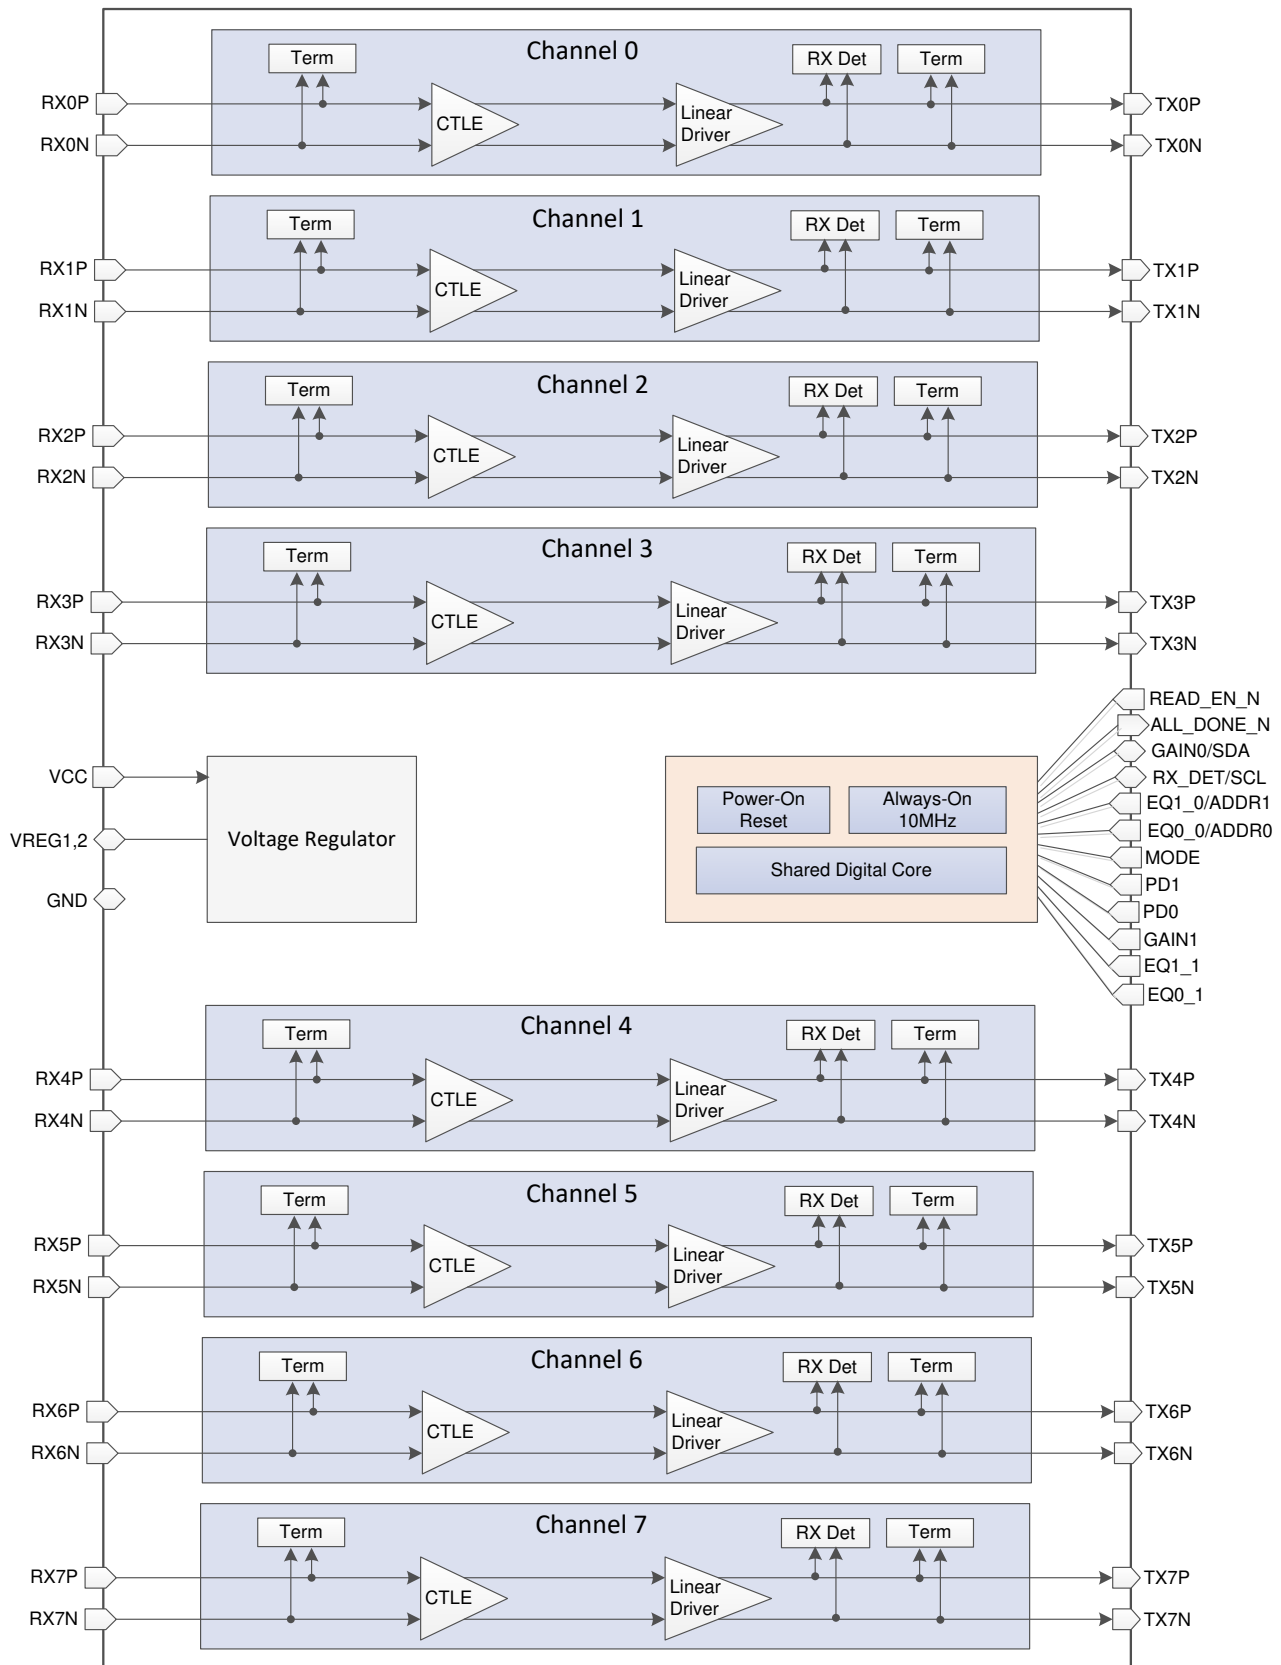 Channel 0
Term
RX Det
Term
RX0P
CTLE
Linear
Driver
TX0P
RX0N
TX0N
Channel 1
Term
RX Det
Term
RX1P
CTLE
Linear
Driver
TX1P
RX1N
TX1N
Channel 2
Term
RX Det
Term
RX2P
CTLE
Linear
Driver
TX2P
RX2N
TX2N
Channel 3
Term
RX Det
Term
RX3P
CTLE
Linear
Driver
TX3P
RX3N
TX3N
VCC
VREG1,2
GND
Voltage Regulator
Power-On
Reset
Always-On
10MHz
Shared Digital Core
READ_EN_N
ALL_DONE_N
GAIN0/SDA
RX_DET/SCL
EQ1_0/ADDR1
EQ0_0/ADDR0
MODE
PD1
PD0
GAIN1
EQ1_1
EQ0_1
Channel 4
Term
RX Det
Term
RX4P
CTLE
Linear
Driver
TX4P
RX4N
TX4N
Channel 5
Term
RX Det
Term
RX5P
CTLE
Linear
Driver
TX5P
RX5N
TX5N
Channel 6
Term
RX Det
Term
RX6P
CTLE
Linear
Driver
TX6P
RX6N
TX6N
Channel 7
Term
RX Det
Term
RX7P
CTLE
Linear
Driver
TX7P
RX7N
TX7N